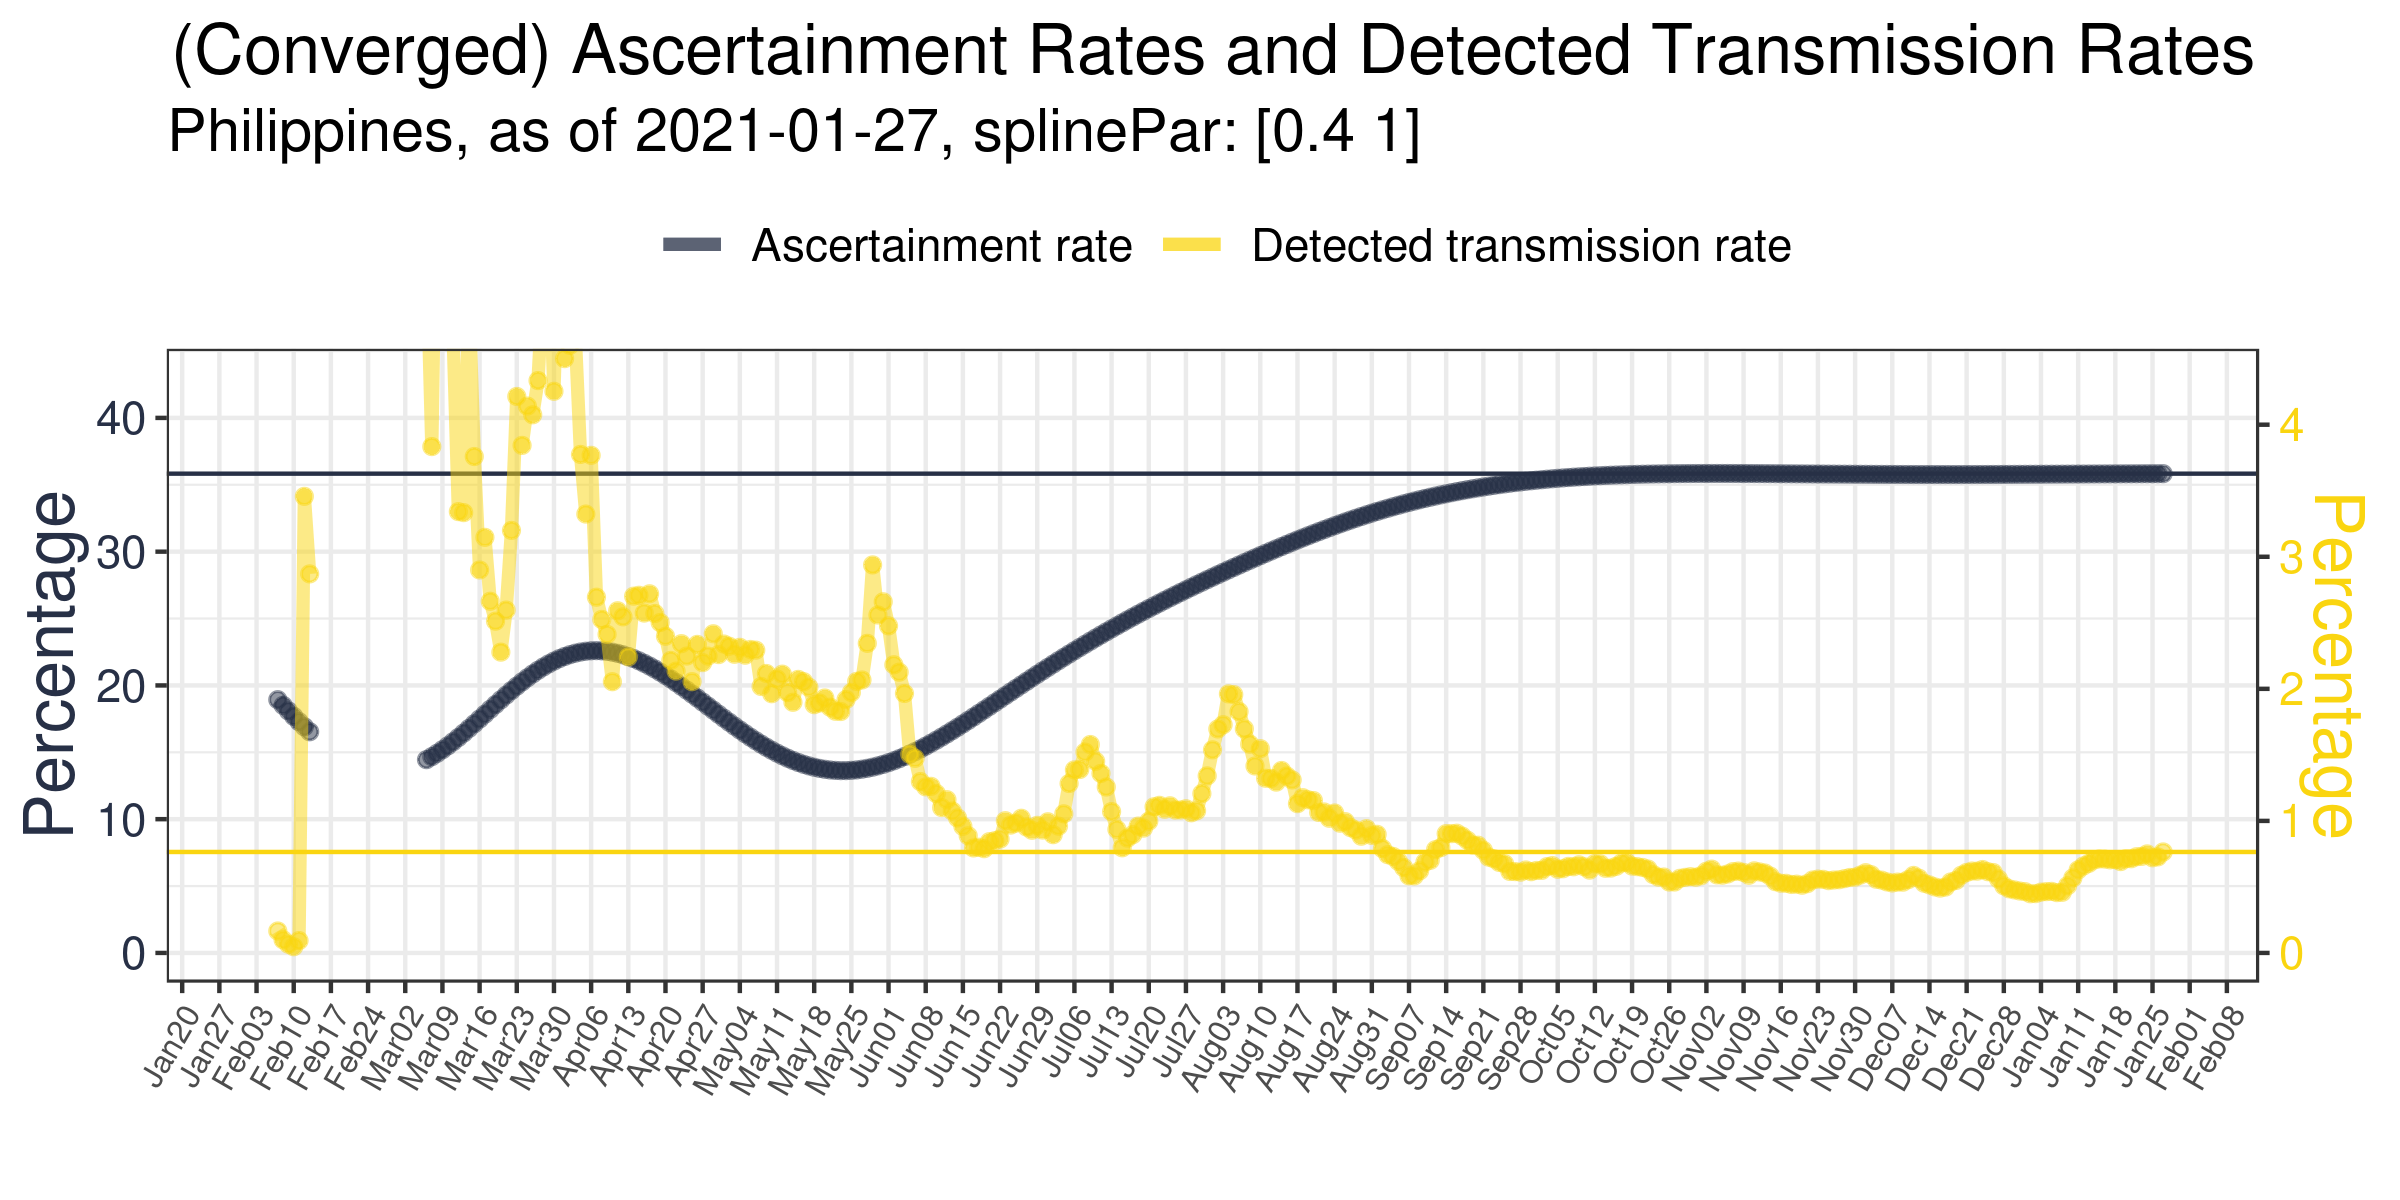 (Converged) Ascertainment Rates and Detected Transmission Rates
Philippines, as of 2021-01-27, splinePar: [0.4 1]
Ascertainment rate
Detected transmission rate
Percentage
40
30
20
10
0
4
3
2
1
0
Percentage
Jan20
Jan27
Feb03
Feb10
Feb17
Feb24
Mar02
Mar09
Mar16
Mar23
Mar30
Apr06
Apr13
Apr20
Apr27
May04
May11
May18
May25
Jun01
Jun08
Jun15
Jun22
Jun29
Jul06
Jul13
Jul20
Jul27
Aug03
Aug10
Aug17
Aug24
Aug31
Sep07
Sep14
Sep21
Sep28
Oct05
Oct12
Oct19
Oct26
Nov02
Nov09
Nov16
Nov23
Nov30
Dec07
Dec14
Dec21
Dec28
Jan04
Jan11
Jan18
Jan25
Feb01
Feb08